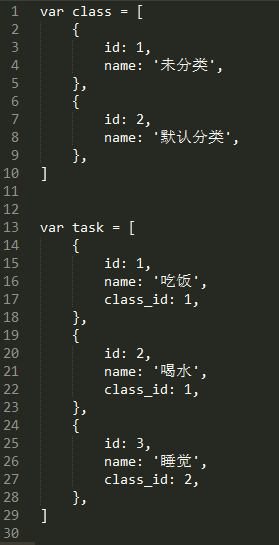 1 var class = [
2     {
3         id: 1,
4         name: '未分类',
5     },
6     {
7         id: 2,
8         name: '默认分类',
9     },
10 ]
11
12
13 var task = [
14     {
15         id: 1,
16         name: '吃饭',
17         class_id: 1,
18     },
19     {
20         id: 2,
21         name: '喝水',
22         class_id: 1,
23     },
24     {
25         id: 3,
26         name: '睡觉',
27         class_id: 2,
28     },
29 ]
30